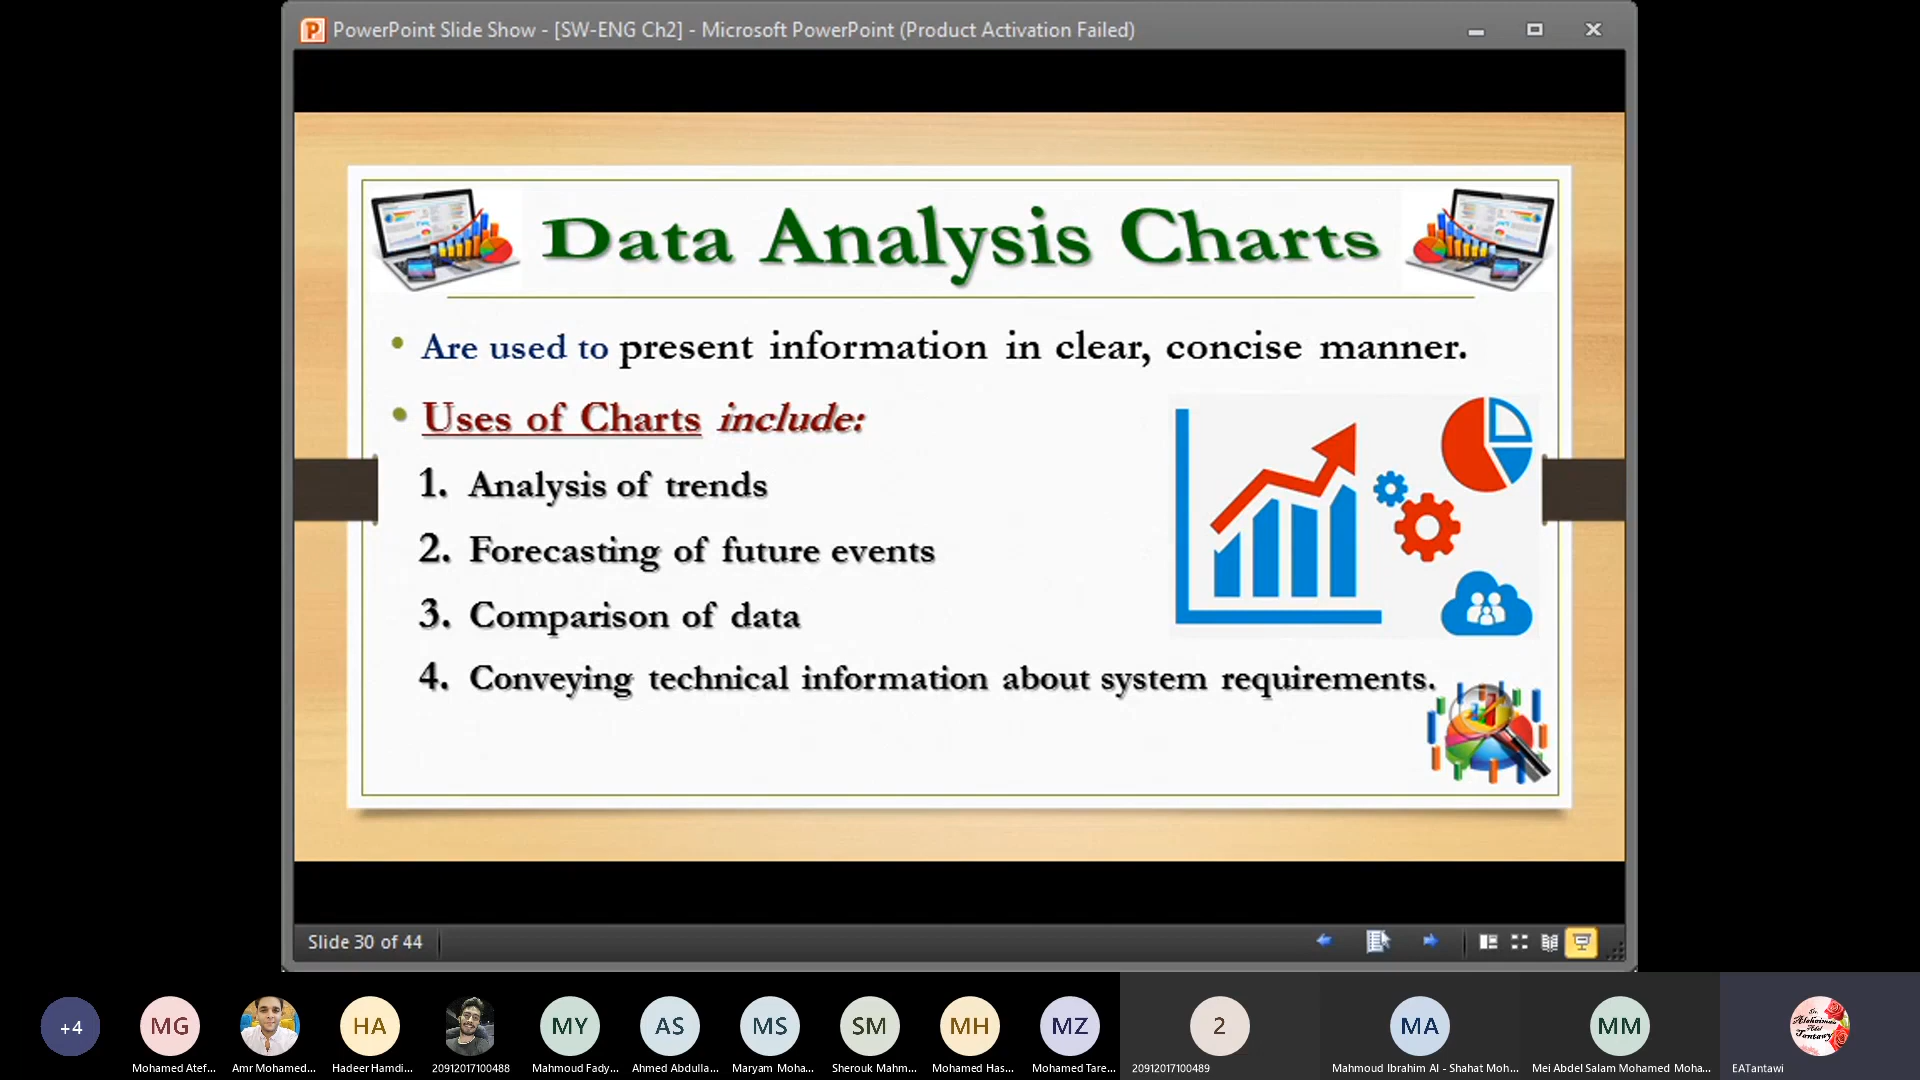 PowerPoint Slide Show - [SW-ENG Ch2] - Microsoft PowerPoint (Product Activation Failed)
Data Analysis Charts
• Are used to present information in clear, concise manner.
• Uses of Charts include:
1. Analysis of trends
2. Forecasting of future events
3. Comparison of data
4. Conveying technical information about system requirements.
Slide 30 of 44
+4
MG
HA
MY
AS
MS
SM
MH
MZ
2
MA
MM
Mohamed Atef...
Amr Mohamed...
Hadeer Hamdi...
20912017100488
Mahmoud Fady...
Ahmed Abdulla...
Maryam Moha...
Sherouk Mahm...
Mohamed Has...
Mohamed Tare...
20912017100489
Mahmoud Ibrahim Al - Shahat Moh...
Mei Abdel Salam Mohamed Moha...
EATantawi